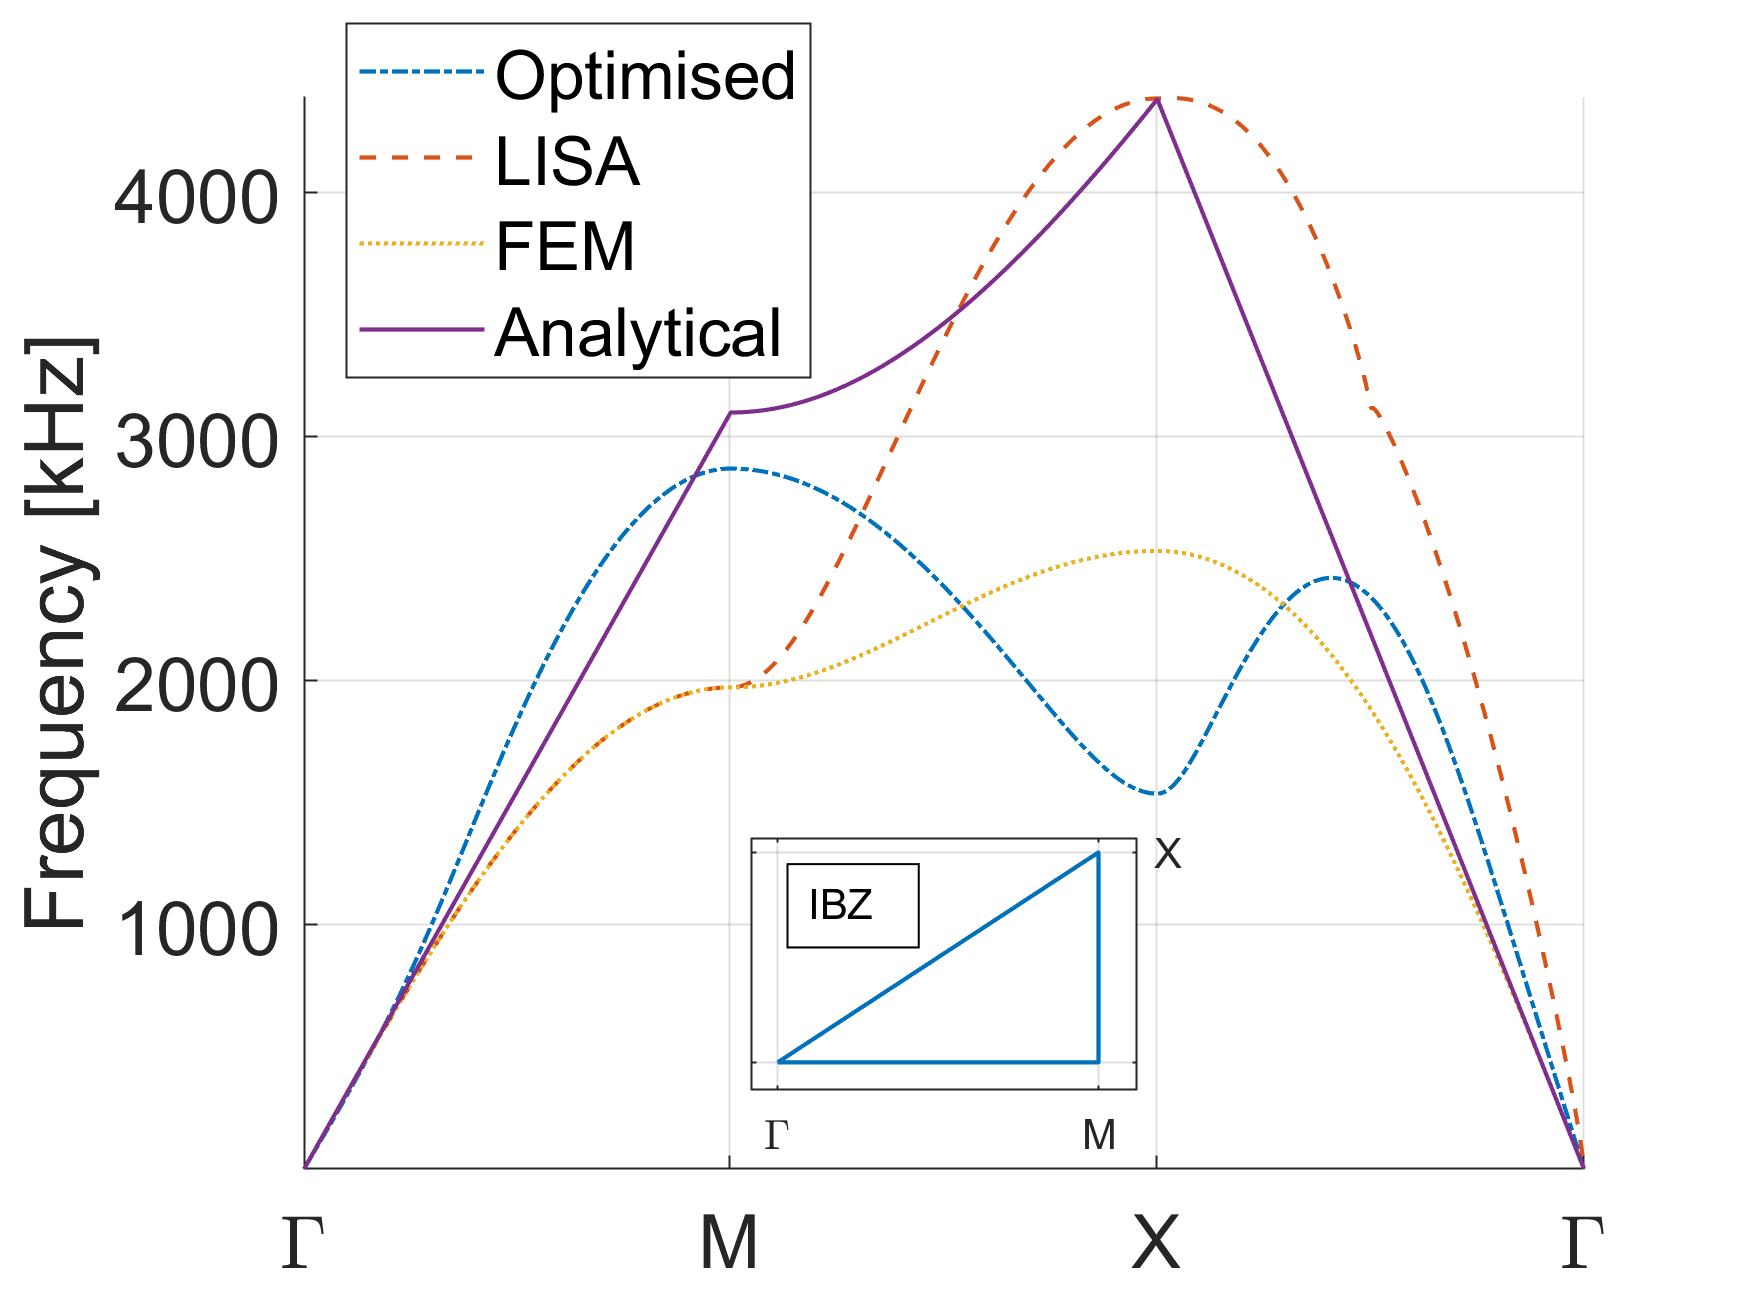 Optimised
LISA
FEM
Analytical
Frequency [kHz]
4000
3000
2000
1000
X
IBZ
Γ M
Γ M X Γ